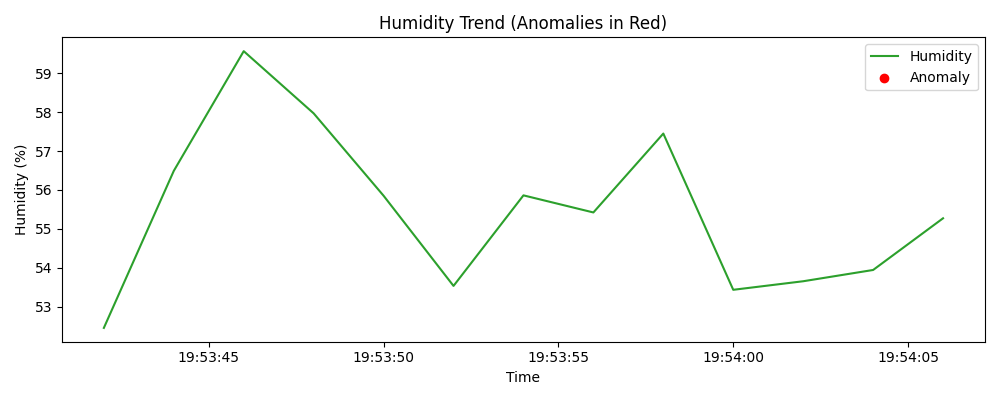 Humidity Trend (Anomalies in Red)
Humidity
Anomaly
Humidity (%)
59
58
57
56
55
54
53
19:53:45
19:53:50
19:53:55
19:54:00
19:54:05
Time